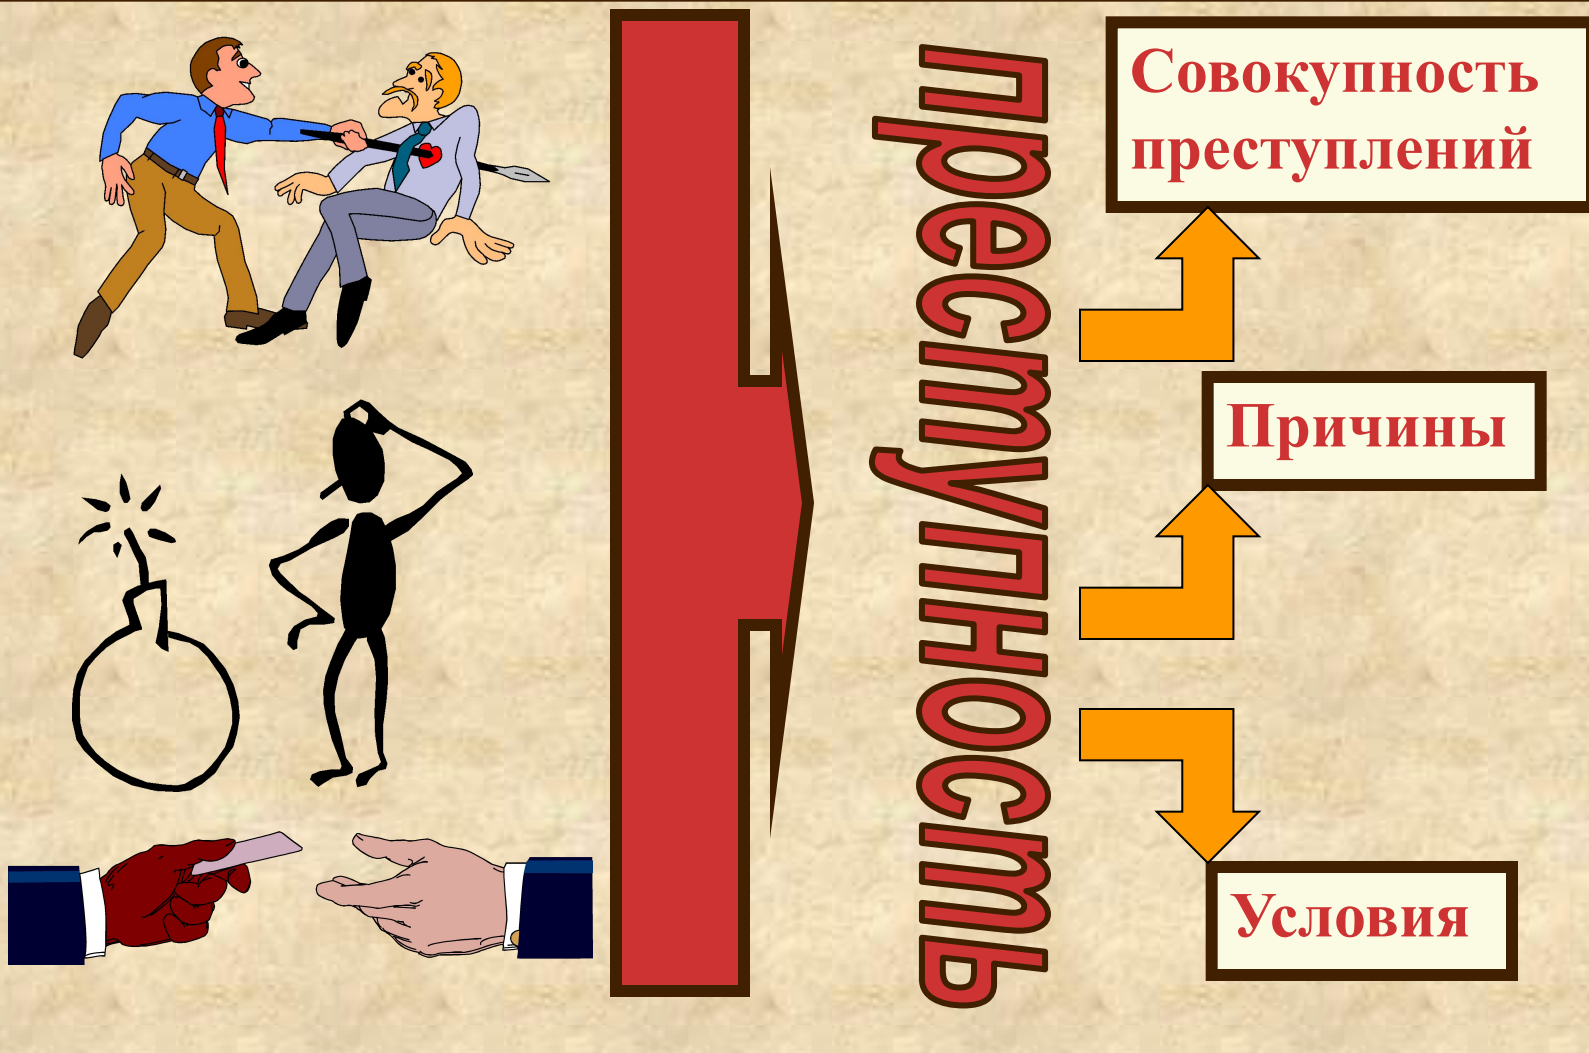 преступность
Совокупность
преступлений
Причины
Условия